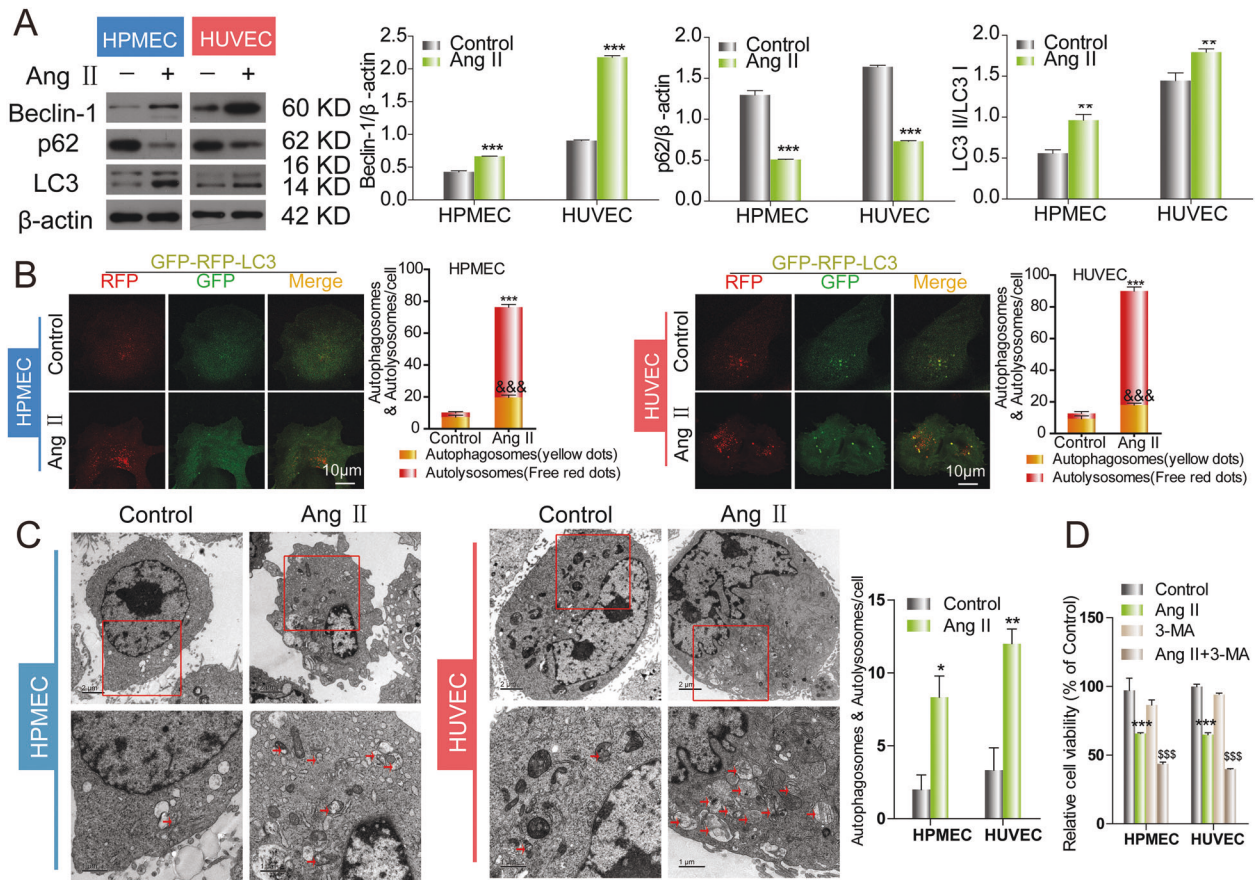 A
HPMEC
HUVEC
Ang Ⅱ
− + − +
Beclin-1
60 KD
p62
62 KD
16 KD
LC3
14 KD
β-actin
42 KD
Beclin-1/β -actin
2.5
2.0
1.5
1.0
0.5
0.0
Control
Ang II
***
***
HPMEC
HUVEC
p62/β -actin
2.0
1.5
1.0
0.5
0.0
Control
Ang II
***
***
HPMEC
HUVEC
LC3 II/LC3 I
2.0
1.5
1.0
0.5
0.0
Control
Ang II
**
**
HPMEC
HUVEC
B
HPMEC
GFP-RFP-LC3
RFP GFP Merge
Control
Ang Ⅱ
10μm
Autophagosomes
& Autolysosomes/cell
HPMEC
100
80
60
40
20
0
***
&&&
Control Ang II
Autophagosomes(yellow dots)
Autolysosomes(Free red dots)
HUVEC
GFP-RFP-LC3
RFP GFP Merge
Control
Ang Ⅱ
10μm
Autophagosomes
& Autolysosomes/cell
HUVEC
100
80
60
40
20
0
***
&&&
Control Ang II
Autophagosomes(yellow dots)
Autolysosomes(Free red dots)
C
HPMEC
Control Ang Ⅱ
2 μm
HUVEC
Control Ang Ⅱ
2 μm
1 μm
1 μm
Autophagosomes & Autolysosomes/cell
15
10
5
0
Control
Ang II
*
**
HPMEC
HUVEC
D
Relative cell viability (% of Control)
150
100
50
0
Control
Ang II
3-MA
Ang II+3-MA
***
$$$
***
$$$
HPMEC
HUVEC